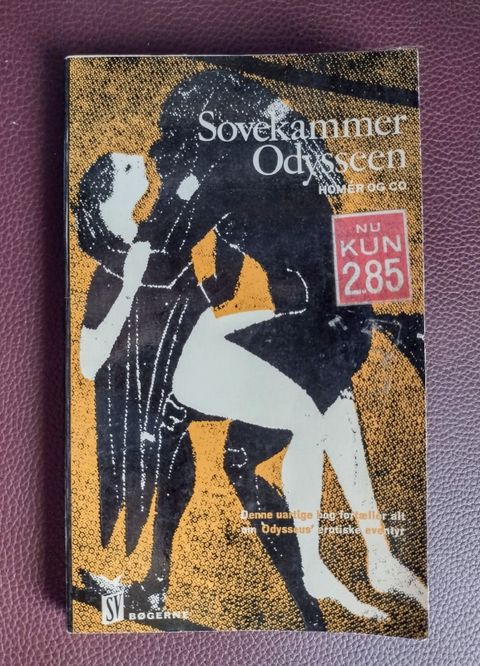 Sovekammer
Odysseen
HOMER OG CO
NU
KUN
2.85
Denne uartige bog fortæller alt
om Odysseus' erotiske eventyr
SV
BØGERNE